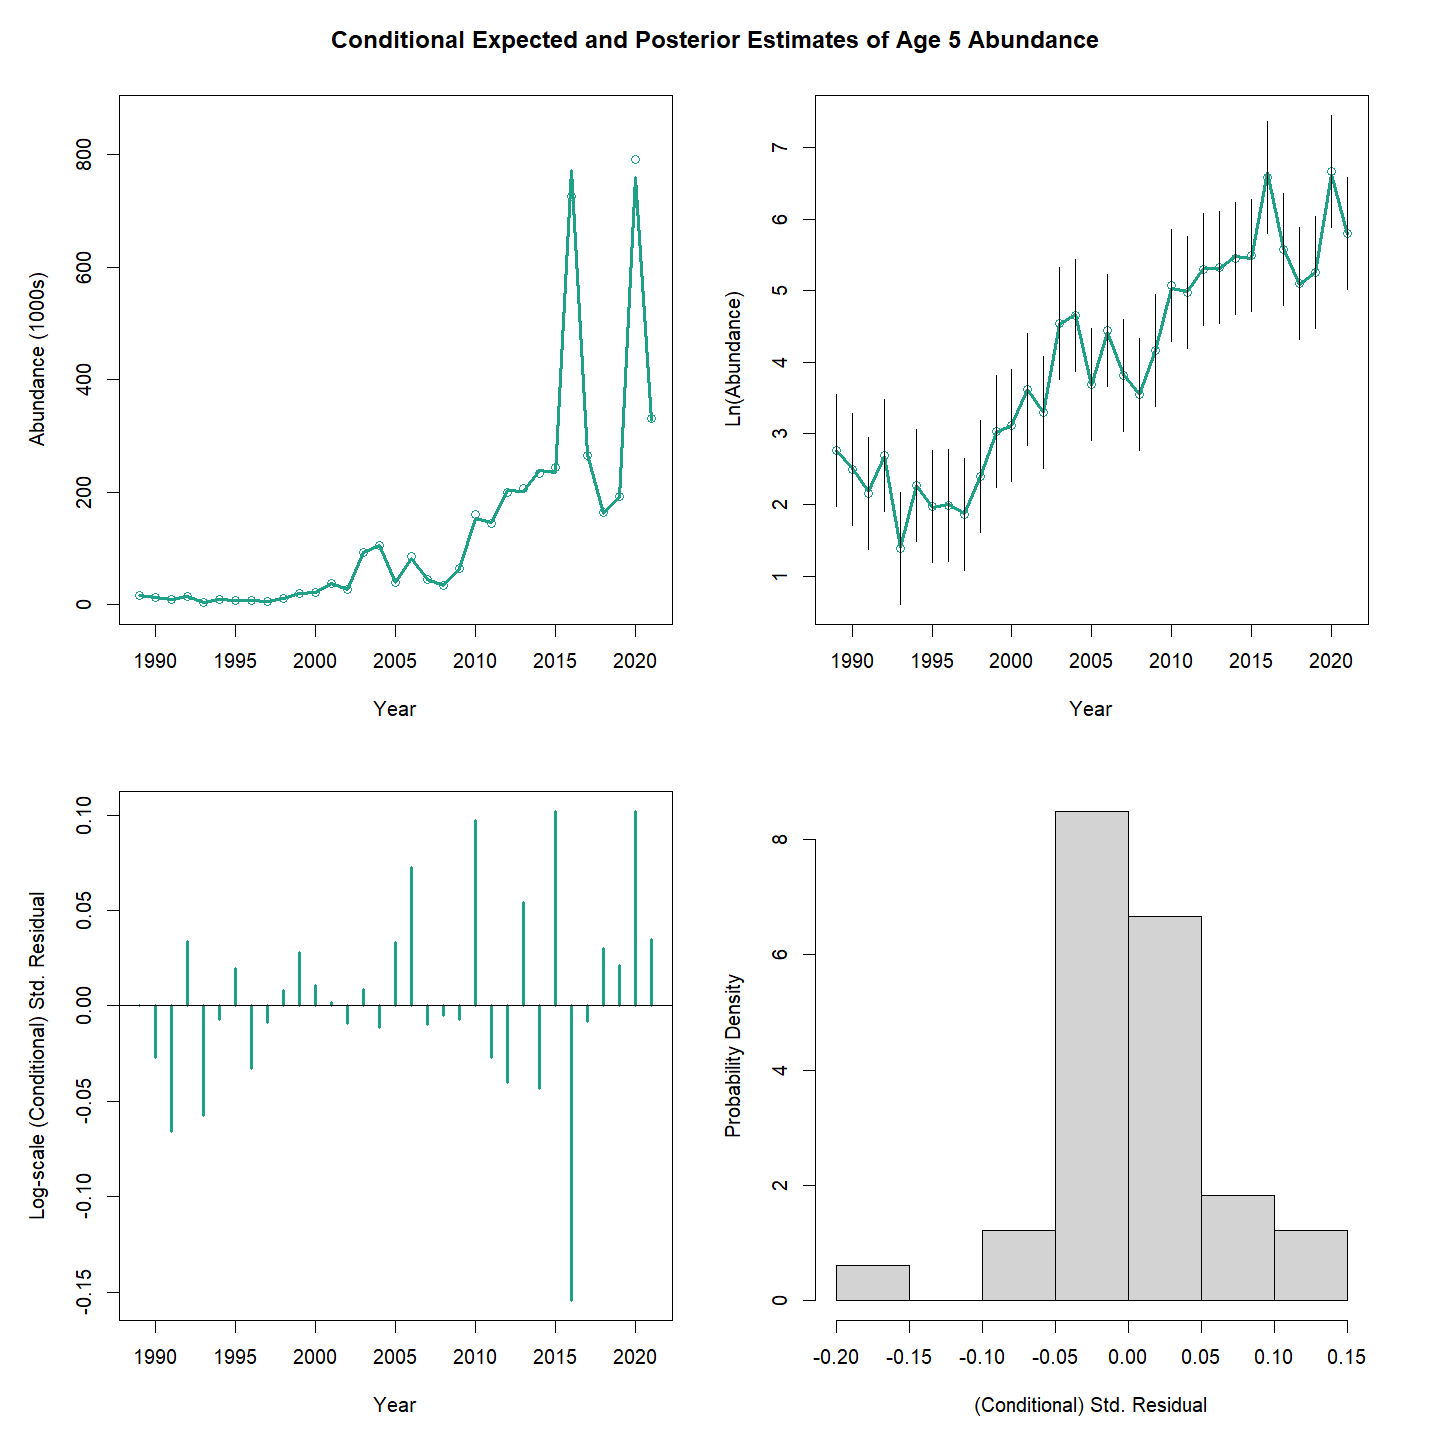 Conditional Expected and Posterior Estimates of Age 5 Abundance
Abundance (1000s)
800
600
400
200
0
1990 1995 2000 2005 2010 2015 2020
Year
Ln(Abundance)
7
6
5
4
3
2
1
1990 1995 2000 2005 2010 2015 2020
Year
Log-scale (Conditional) Std. Residual
0.10
0.05
0.00
-0.05
-0.10
-0.15
1990 1995 2000 2005 2010 2015 2020
Year
Probability Density
8
6
4
2
0
-0.20 -0.15 -0.10 -0.05 0.00 0.05 0.10 0.15
(Conditional) Std. Residual